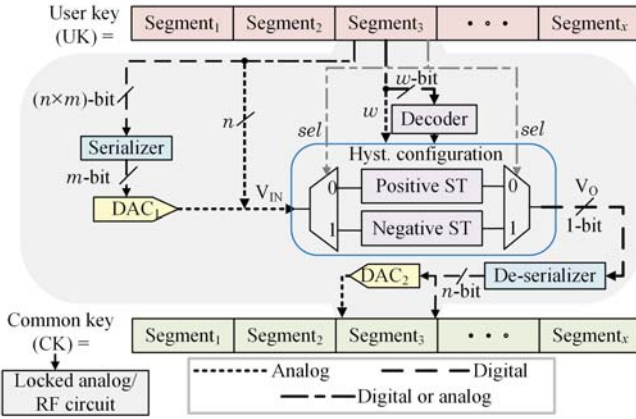 User key
(UK) =
Segment₁ Segment₂ Segment₃ • • • Segmentₓ
(n×m)-bit
n
w
w-bit
Decoder
sel
sel
Serializer
Hyst. configuration
m-bit
DAC₁
V_IN
0 Positive ST 0
1 Negative ST 1
V_O
1-bit
DAC₂
n-bit
De-serializer
Common key
(CK) =
Segment₁ Segment₂ Segment₃ • • • Segmentₓ
Locked analog/
RF circuit
Analog Digital
Digital or analog